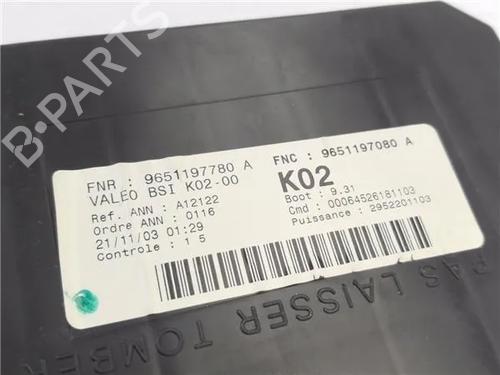 B-PARTS
FNR : 9651197780 A
VALEO BSI K02-00
Ref. ANN : A12122
Ordre ANN : 0116
21/11/03 01:29
Controle : 1 5
FNC : 9651197080 A
K02
Boot : 9.31
Cmd : 00064526181103
Puissance : 2952201103
PAS LAISSER TOMBER